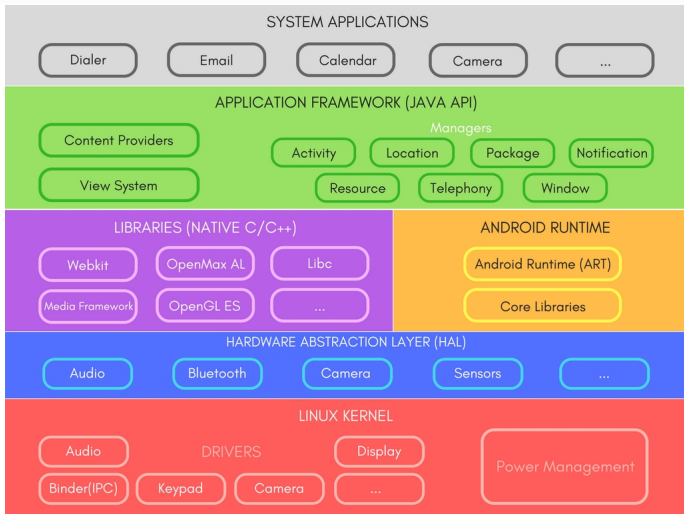 SYSTEM APPLICATIONS
Dialer
Email
Calendar
Camera
...
APPLICATION FRAMEWORK (JAVA API)
Content Providers
View System
Managers
Activity
Location
Package
Notification
Resource
Telephony
Window
LIBRARIES (NATIVE C/C++)
Webkit
OpenMax AL
Libc
Media Framework
OpenGL ES
...
ANDROID RUNTIME
Android Runtime (ART)
Core Libraries
HARDWARE ABSTRACTION LAYER (HAL)
Audio
Bluetooth
Camera
Sensors
...
LINUX KERNEL
Audio
DRIVERS
Display
Binder(IPC)
Keypad
Camera
...
Power Management